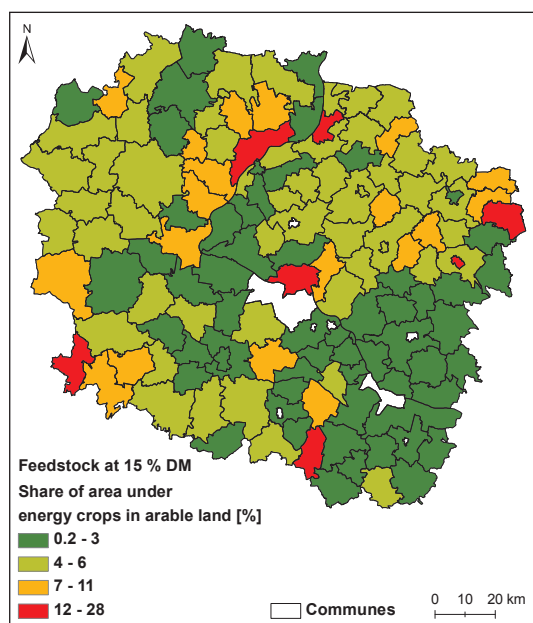 N
Feedstock at 15 % DM
Share of area under
energy crops in arable land [%]
0.2 - 3
4 - 6
7 - 11
12 - 28
Communes
0 10 20 km